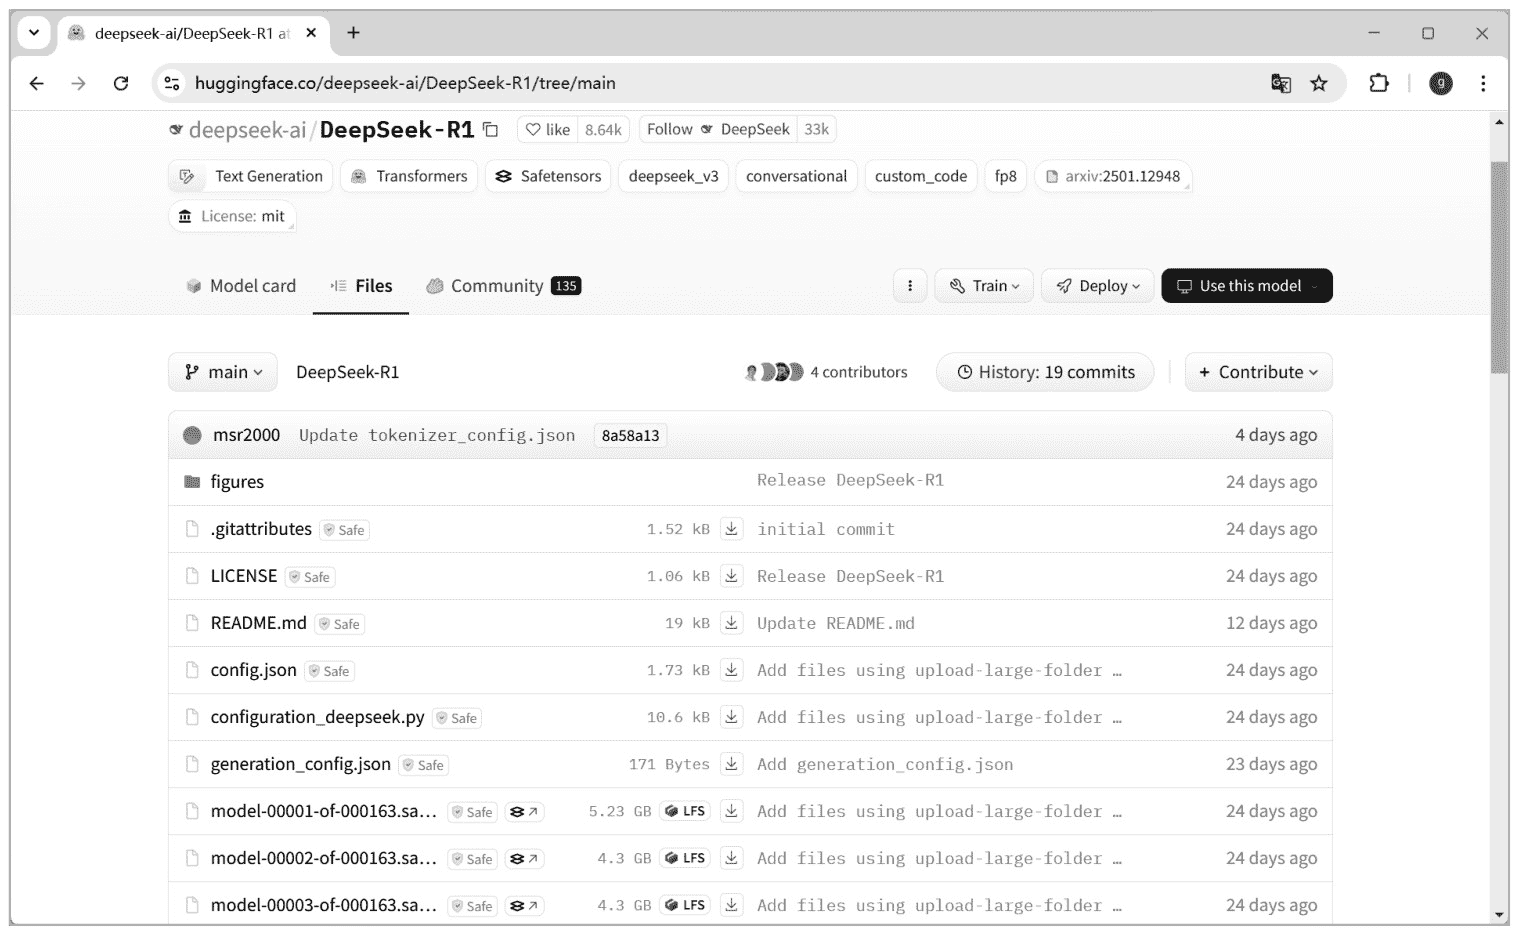 deepseek-ai/DeepSeek-R1 at
huggingface.co/deepseek-ai/DeepSeek-R1/tree/main
g
deepseek-ai/DeepSeek-R1 like 8.64k Follow DeepSeek 33k
Text Generation Transformers Safetensors deepseek_v3 conversational custom_code fp8 arxiv:2501.12948
License: mit
Model card Files Community 135 Train Deploy Use this model
main DeepSeek-R1 4 contributors History: 19 commits + Contribute
msr2000 Update tokenizer_config.json 8a58a13 4 days ago
figures Release DeepSeek-R1 24 days ago
.gitattributes Safe 1.52 kB initial commit 24 days ago
LICENSE Safe 1.06 kB Release DeepSeek-R1 24 days ago
README.md Safe 19 kB Update README.md 12 days ago
config.json Safe 1.73 kB Add files using upload-large-folder … 24 days ago
configuration_deepseek.py Safe 10.6 kB Add files using upload-large-folder … 24 days ago
generation_config.json Safe 171 Bytes Add generation_config.json 23 days ago
model-00001-of-000163.sa... Safe 5.23 GB LFS Add files using upload-large-folder … 24 days ago
model-00002-of-000163.sa... Safe 4.3 GB LFS Add files using upload-large-folder … 24 days ago
model-00003-of-000163.sa... Safe 4.3 GB LFS Add files using upload-large-folder … 24 days ago